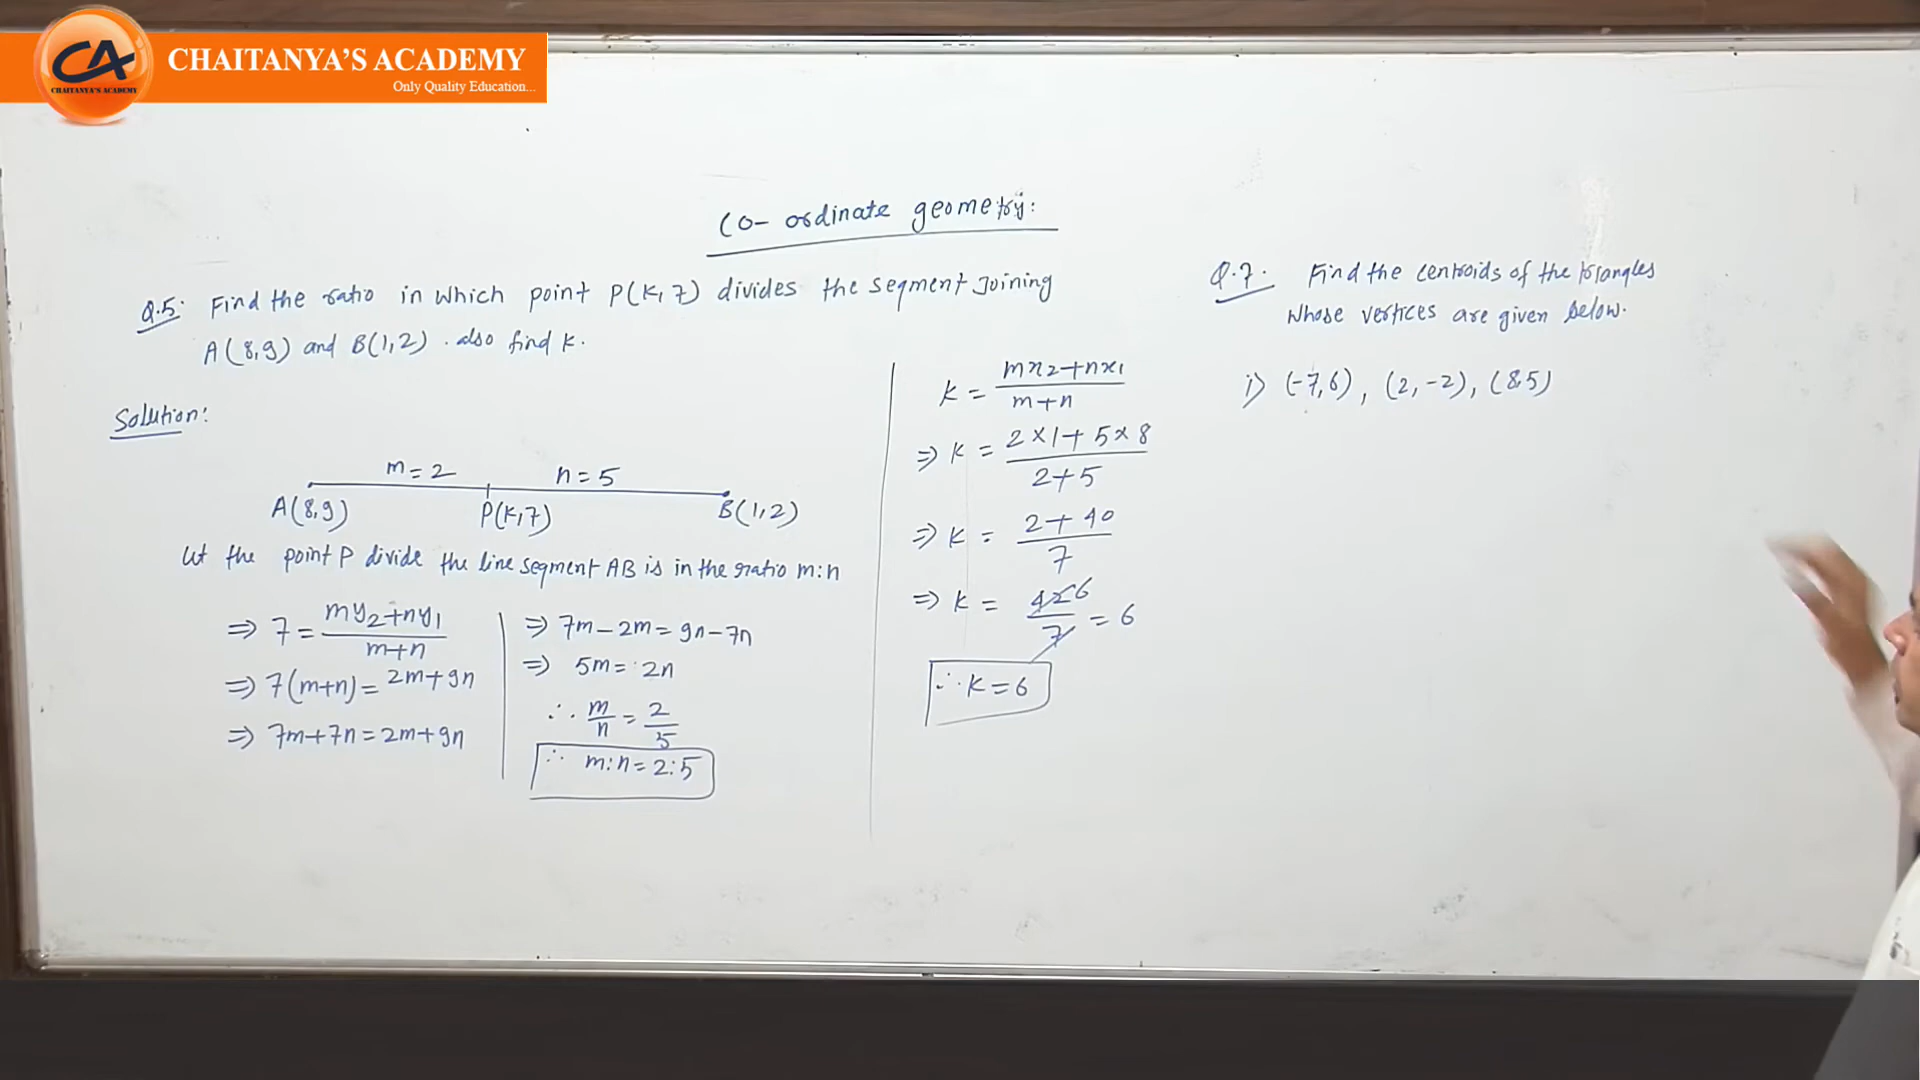 CA
CHAITANYA'S ACADEMY
CHAITANYA'S ACADEMY
Only Quality Education...
Co-ordinate geometry:
Q.5: Find the ratio in which point P(K,7) divides the segment Joining
A(8,9) and B(1,2). also find k.
Solution:
m=2 n=5
A(8,9) P(K,7) B(1,2)
Let the point P divide the line segment AB is in the ratio m:n
⇒ 7 = my₂+ny₁
m+n
⇒ 7(m+n) = 2m+9n
⇒ 7m+7n=2m+9n
⇒ 7m-2m=9n-7n
⇒ 5m=2n
∴ m/n = 2/5
∴ m:n=2:5
k = mx₂+nx₁
m+n
⇒ k = 2×1+5×8
2+5
⇒ k = 2+40
7
⇒ k = 42 6
7 = 6
∴ k=6
Q.7. Find the centroids of the triangles
whose vertices are given below.
i) (-7,6), (2,-2), (8,5)